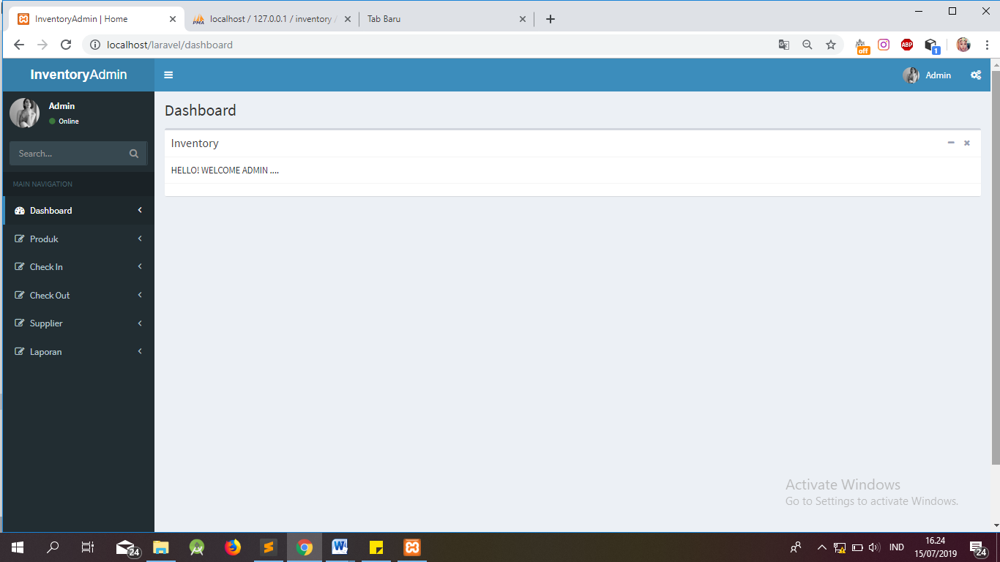 InventoryAdmin | Home
localhost / 127.0.0.1 / inventory /
Tab Baru
localhost/laravel/dashboard
off
ABP
1
InventoryAdmin
Admin
Admin
Online
Dashboard
Search...
Inventory
HELLO! WELCOME ADMIN ....
MAIN NAVIGATION
Dashboard
Produk
Check In
Check Out
Supplier
Laporan
Activate Windows
Go to Settings to activate Windows.
24
IND
16.24
15/07/2019
24